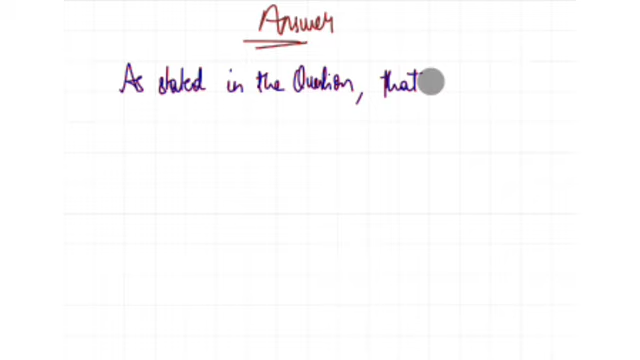 Answer
As stated in the Question, that